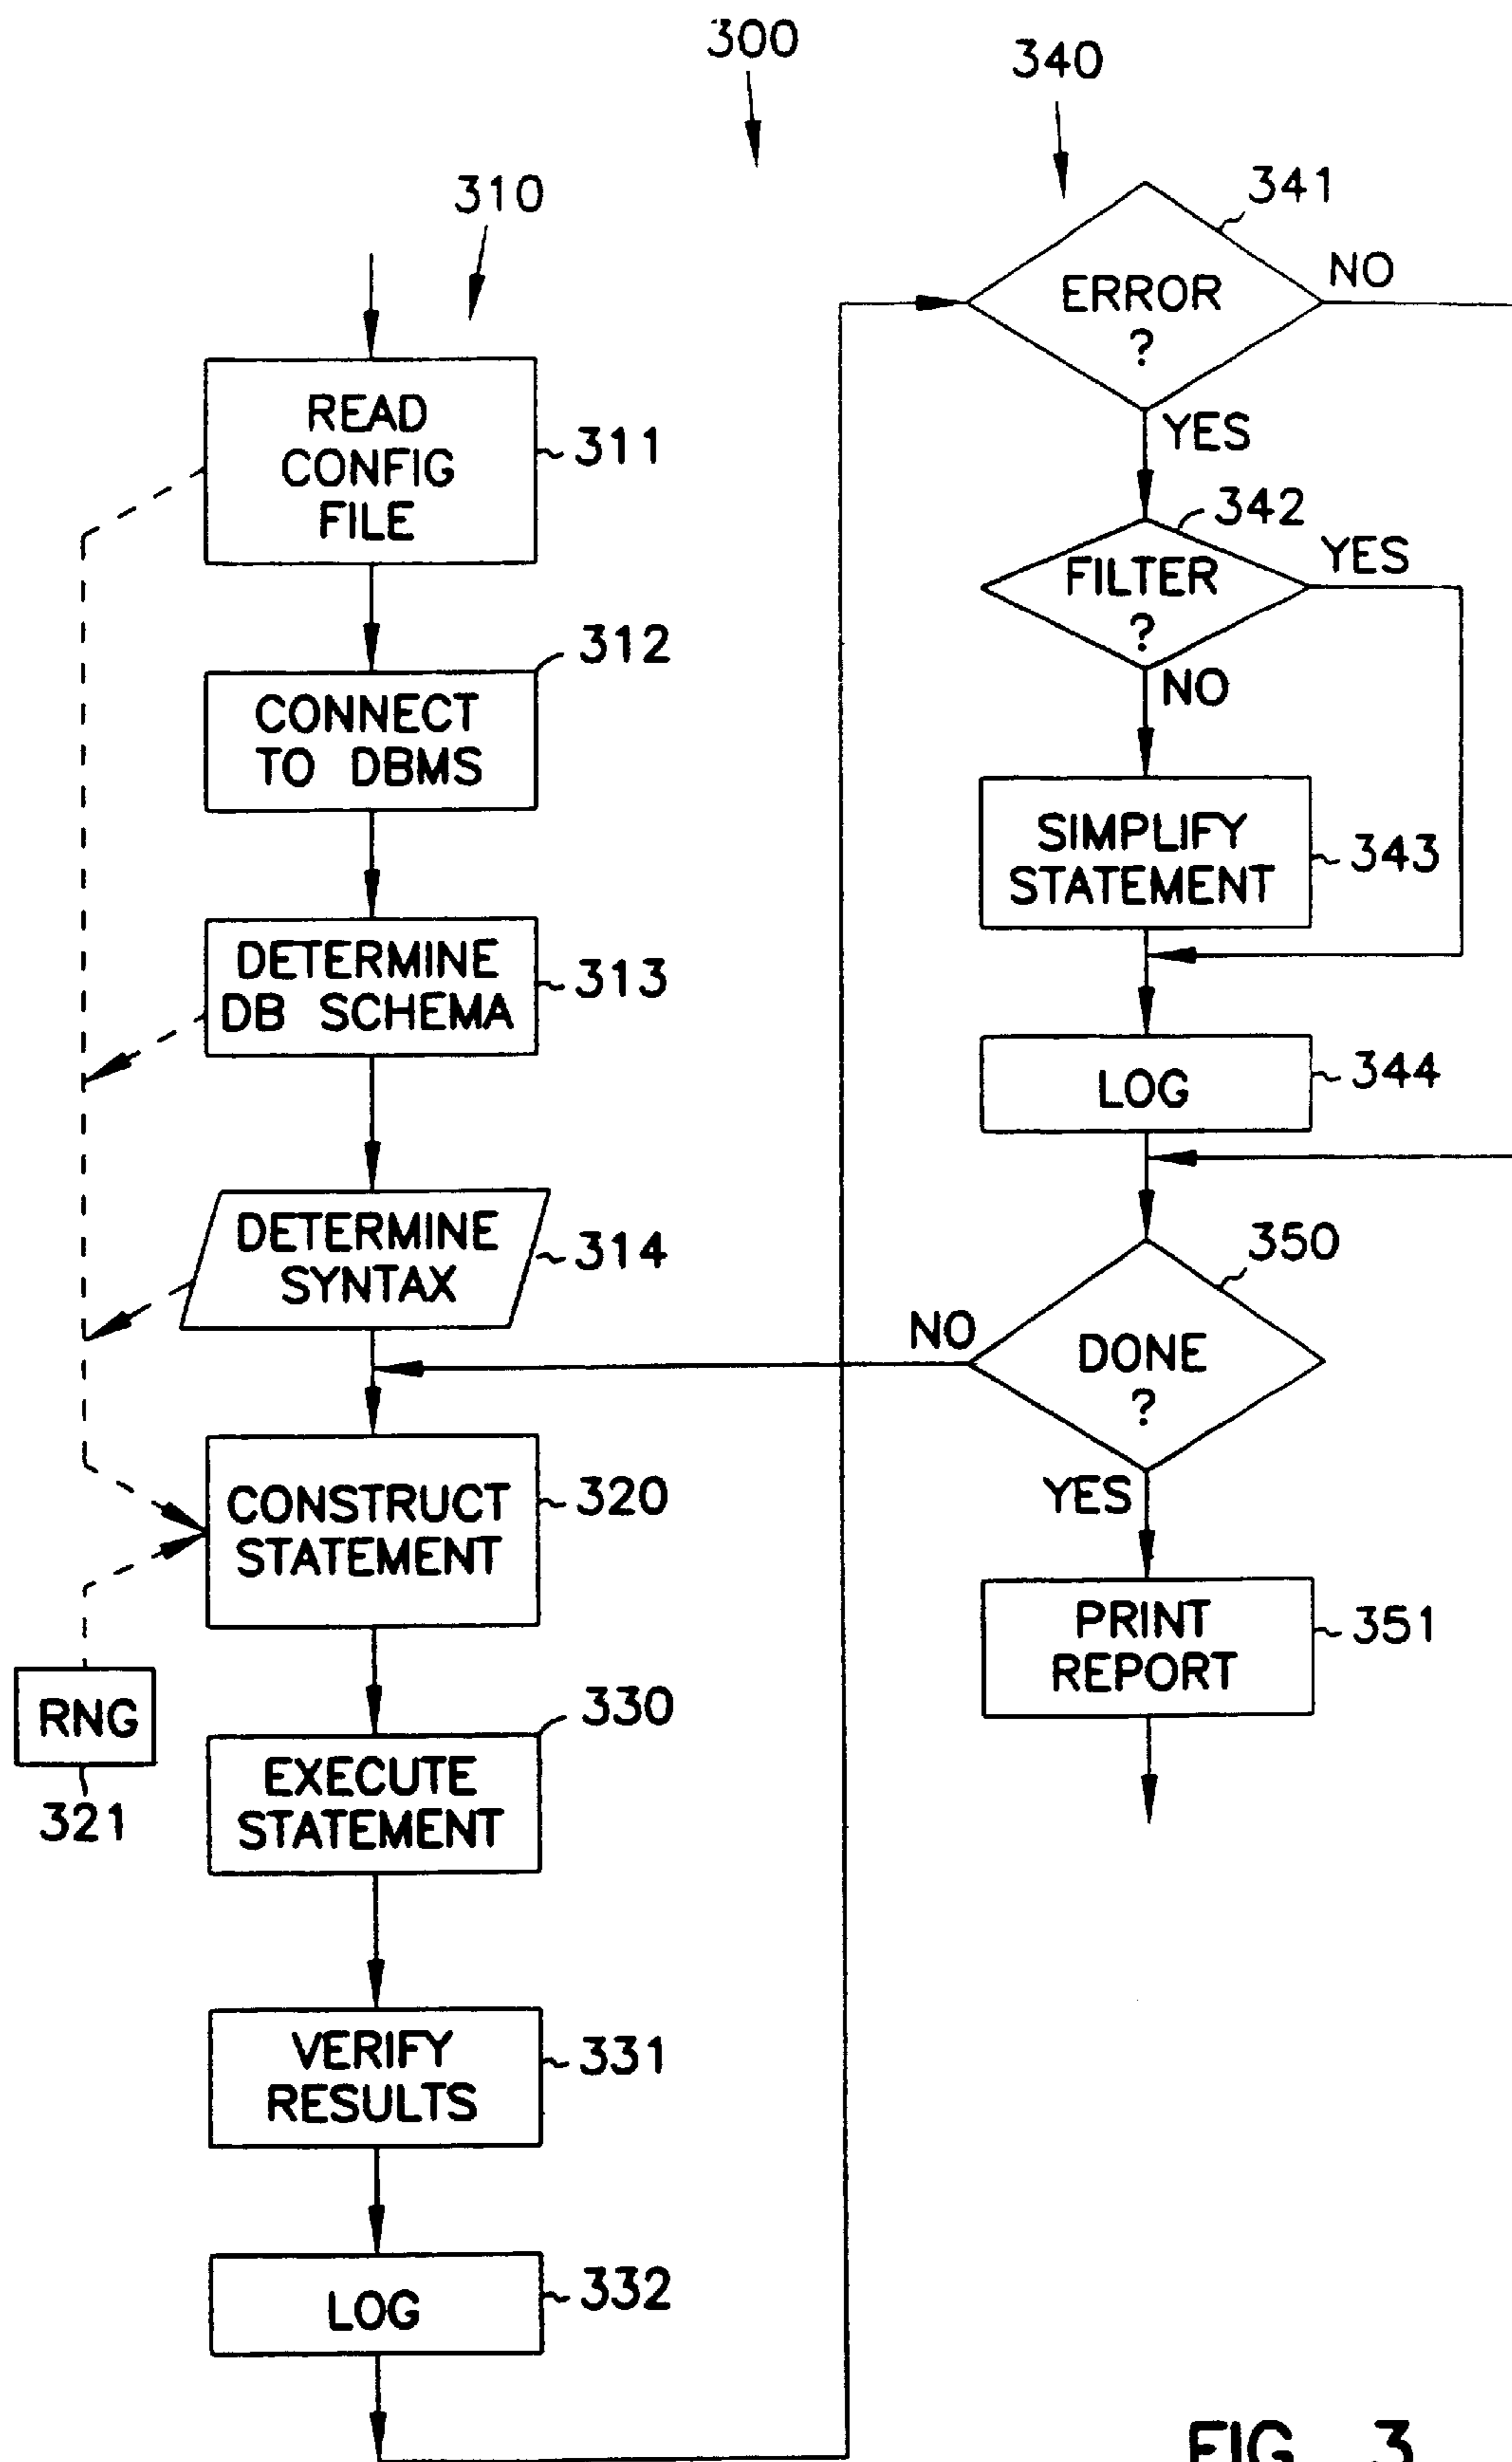 300
340
310
341
ERROR
?
NO
YES
READ
CONFIG
FILE
311
342
FILTER
?
YES
NO
312
CONNECT
TO DBMS
SIMPLIFY
STATEMENT
343
DETERMINE
DB SCHEMA
313
LOG
344
DETERMINE
SYNTAX
314
350
NO
DONE
?
YES
CONSTRUCT
STATEMENT
320
PRINT
REPORT
351
RNG
321
330
EXECUTE
STATEMENT
VERIFY
RESULTS
331
LOG
332
FIG. 3